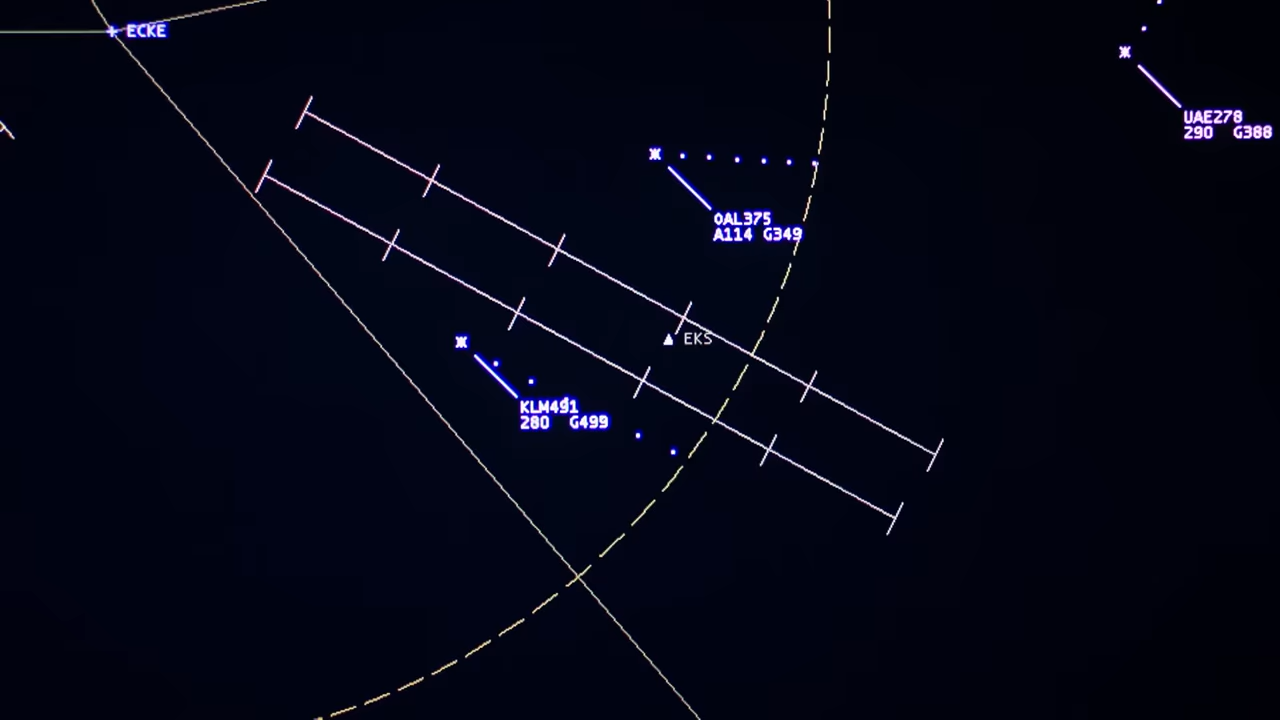 ECKE
UAE278
290 G388
OAL375
A114 G349
EKS
KLM491
280 G499